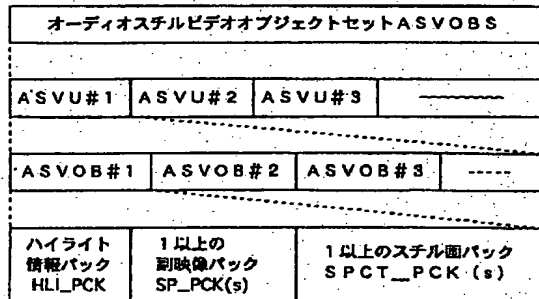 オーディオスチルビデオオブジェクトセットASVOBS
ASVU#1 ASVU#2 ASVU#3
ASVOB#1 ASVOB#2 ASVOB#3
ハイライト
情報パック
HLI_PCK
1以上の
副映像パック
SP_PCK(s)
1以上のスチル面パック
SPCT__PCK(s)